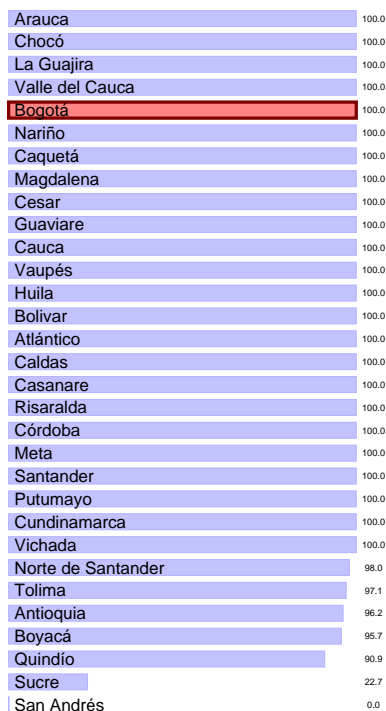 Arauca 100.0
Chocó 100.0
La Guajira 100.0
Valle del Cauca 100.0
Bogotá 100.0
Nariño 100.0
Caquetá 100.0
Magdalena 100.0
Cesar 100.0
Guaviare 100.0
Cauca 100.0
Vaupés 100.0
Huila 100.0
Bolivar 100.0
Atlántico 100.0
Caldas 100.0
Casanare 100.0
Risaralda 100.0
Córdoba 100.0
Meta 100.0
Santander 100.0
Putumayo 100.0
Cundinamarca 100.0
Vichada 100.0
Norte de Santander 98.0
Tolima 97.1
Antioquia 96.2
Boyacá 95.7
Quindío 90.9
Sucre 22.7
San Andrés 0.0